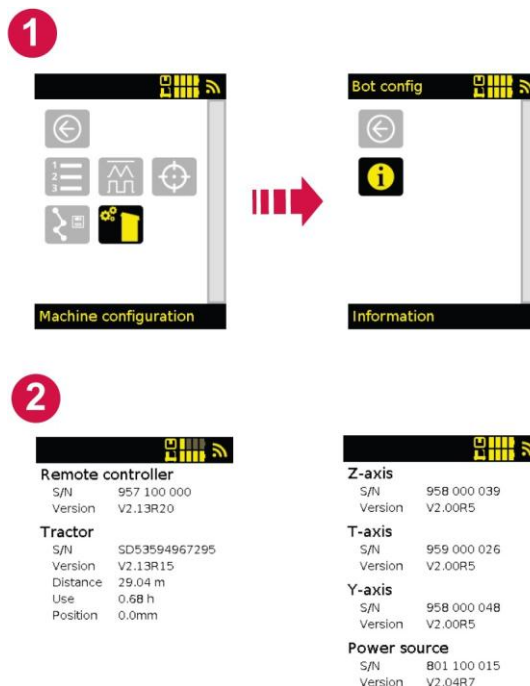 1
Bot config
1
2
3
i
Machine configuration
Information
2
Remote controller
S/N 957 100 000
Version V2.13R20
Tractor
S/N SD53594967295
Version V2.13R15
Distance 29.04 m
Use 0.68 h
Position 0.0mm
Z-axis
S/N 958 000 039
Version V2.00R5
T-axis
S/N 959 000 026
Version V2.00R5
Y-axis
S/N 958 000 048
Version V2.00R5
Power source
S/N 801 100 015
Version V2.04R7